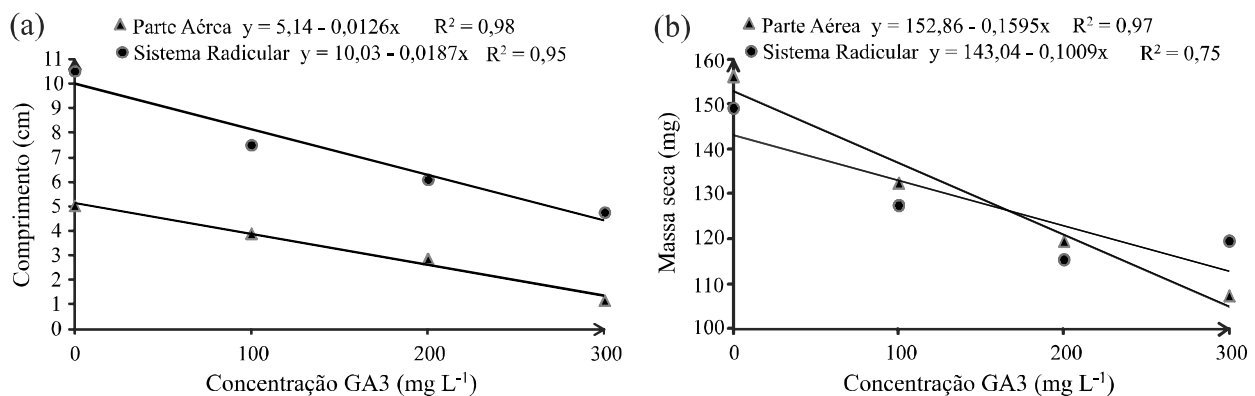 (a)
Parte Aérea y = 5,14 - 0,0126x R² = 0,98
Sistema Radicular y = 10,03 - 0,0187x R² = 0,95
Comprimento (cm)
11
10
9
8
7
6
5
4
3
2
1
0
0 100 200 300
Concentração GA3 (mg L⁻¹)
(b)
Parte Aérea y = 152,86 - 0,1595x R² = 0,97
Sistema Radicular y = 143,04 - 0,1009x R² = 0,75
Massa seca (mg)
160
150
140
130
120
110
100
0 100 200 300
Concentração GA3 (mg L⁻¹)